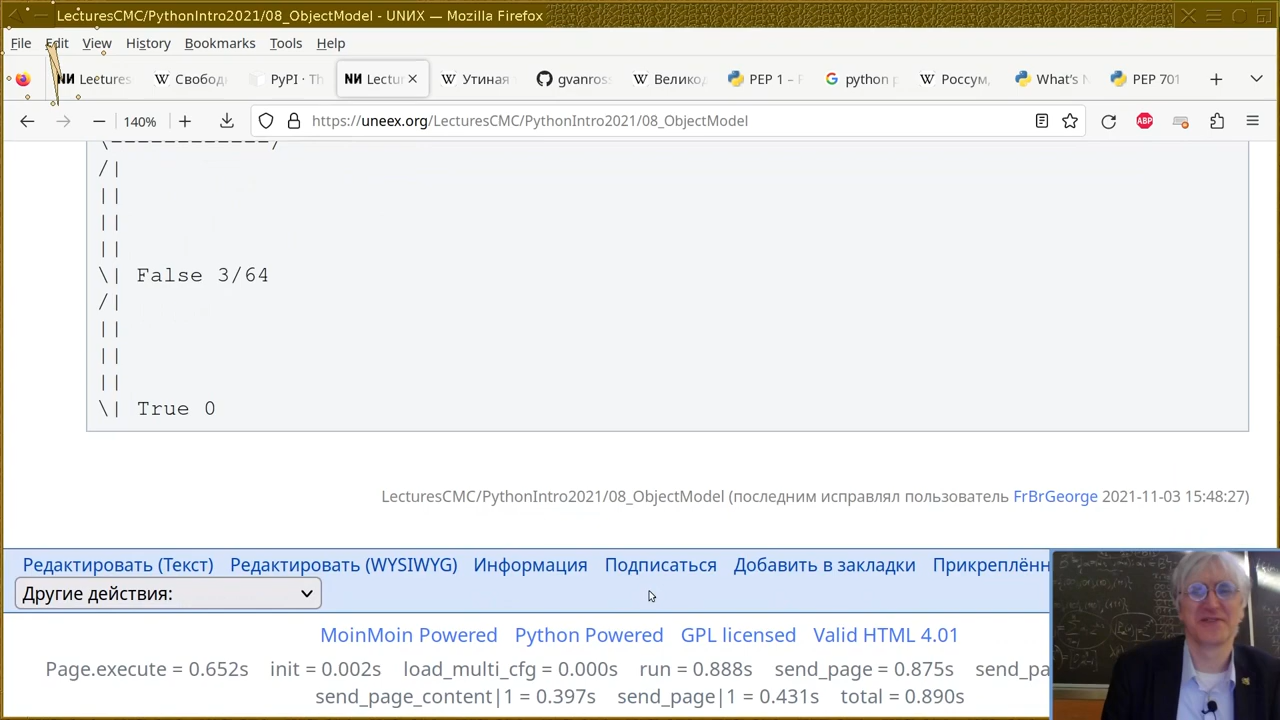 LecturesCMC/PythonIntro2021/08_ObjectModel - UNИX — Mozilla Firefox
File Edit View History Bookmarks Tools Help
Lectures Свобод PyPI · Th Lectur Утиная gvanros Велико PEP 1 – python p Россум, What's PEP 701
140% https://uneex.org/LecturesCMC/PythonIntro2021/08_ObjectModel
\------------/
/|
||
||
||
\| False 3/64
/|
||
||
||
\| True 0
LecturesCMC/PythonIntro2021/08_ObjectModel (последним исправлял пользователь FrBrGeorge 2021-11-03 15:48:27)
Редактировать (Текст) Редактировать (WYSIWYG) Информация Подписаться Добавить в закладки Прикреплённ
Другие действия:
MoinMoin Powered Python Powered GPL licensed Valid HTML 4.01
Page.execute = 0.652s init = 0.002s load_multi_cfg = 0.000s run = 0.888s send_page = 0.875s send_pa
send_page_content|1 = 0.397s send_page|1 = 0.431s total = 0.890s